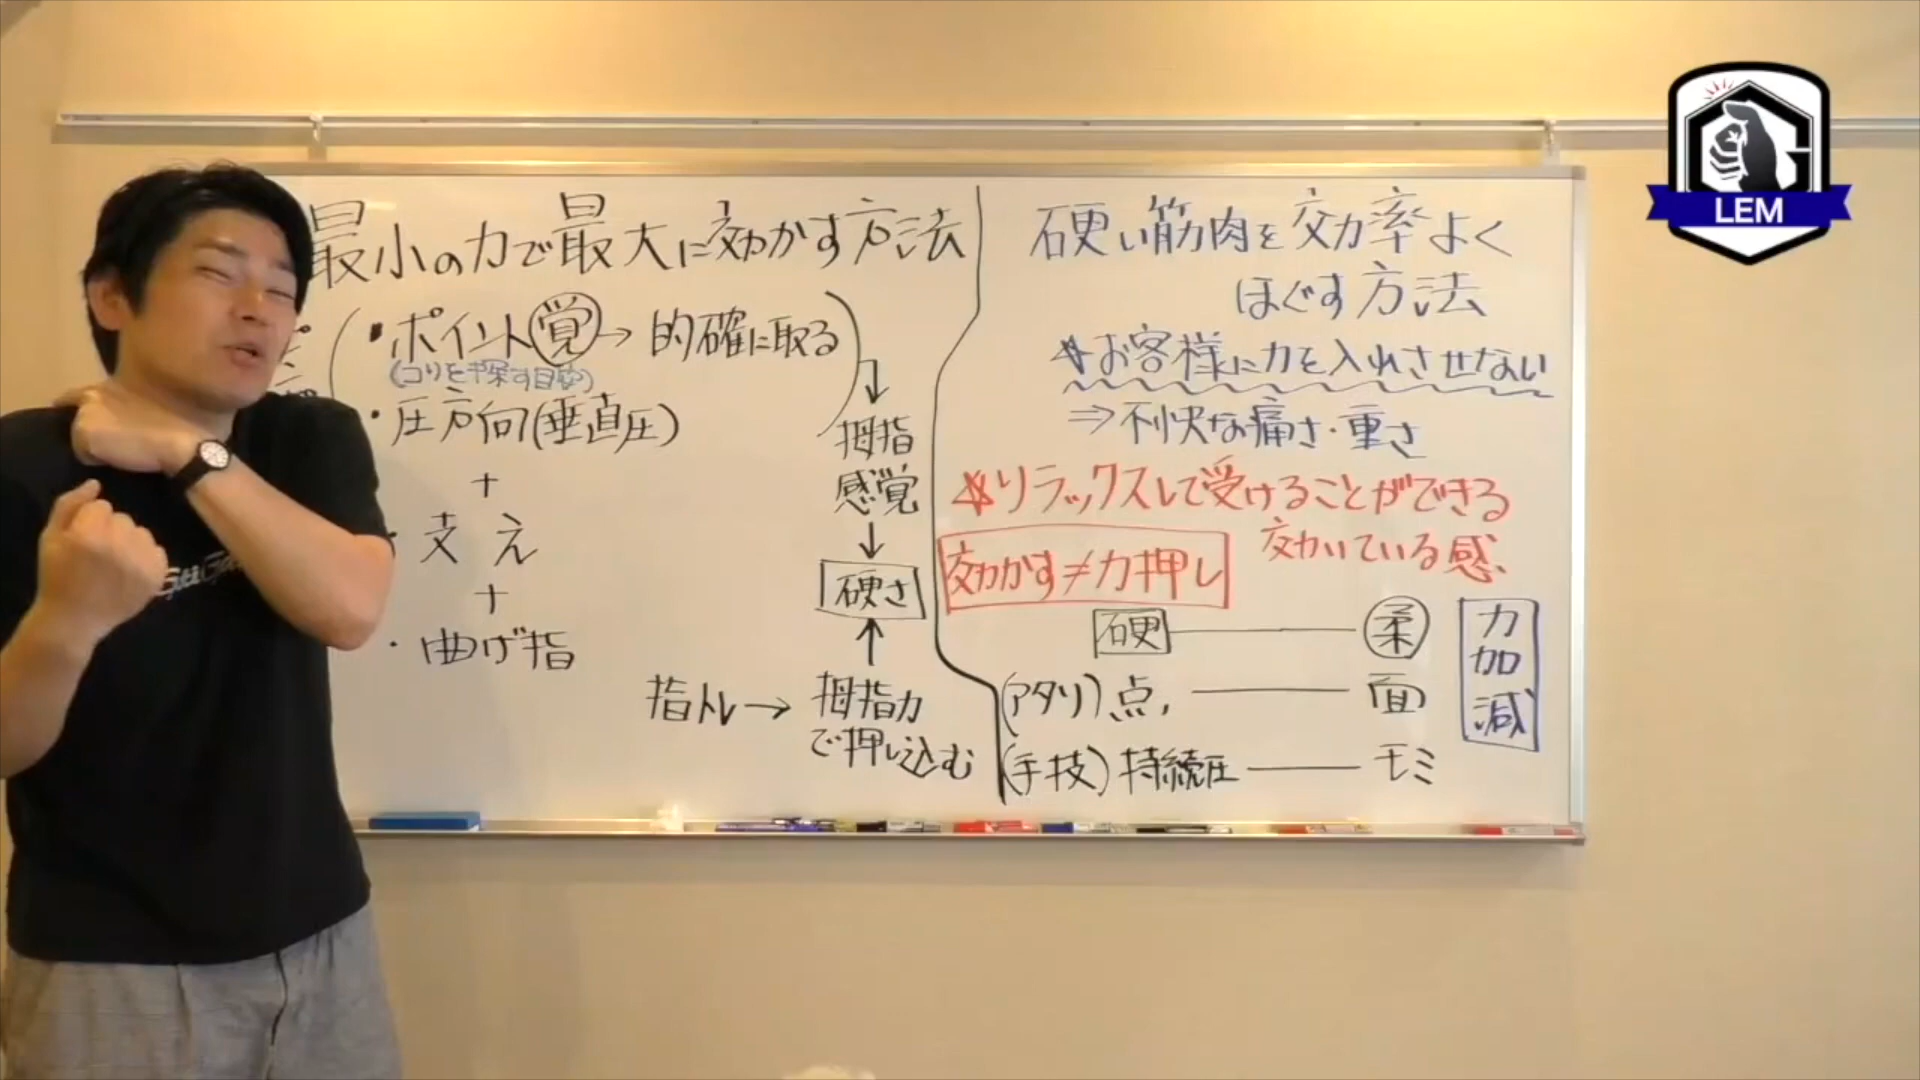 最小の力で最大に効かす方法
・ポイント覚→的確に取る
(コリを探す目安)
・圧方向(垂直圧)
+
・支え
+
・曲げ指
拇指
感覚
硬さ
指トレ→拇指力
で押し込む
硬い筋肉を効率よく
ほぐす方法
☆お客様に力を入れさせない
⇒不快な痛さ・重さ
☆リラックスして受けることができる
効いている感
効かす≠力押し
硬 柔
(アタリ)点 面
(手技)持続圧 モミ
力加減
LEM